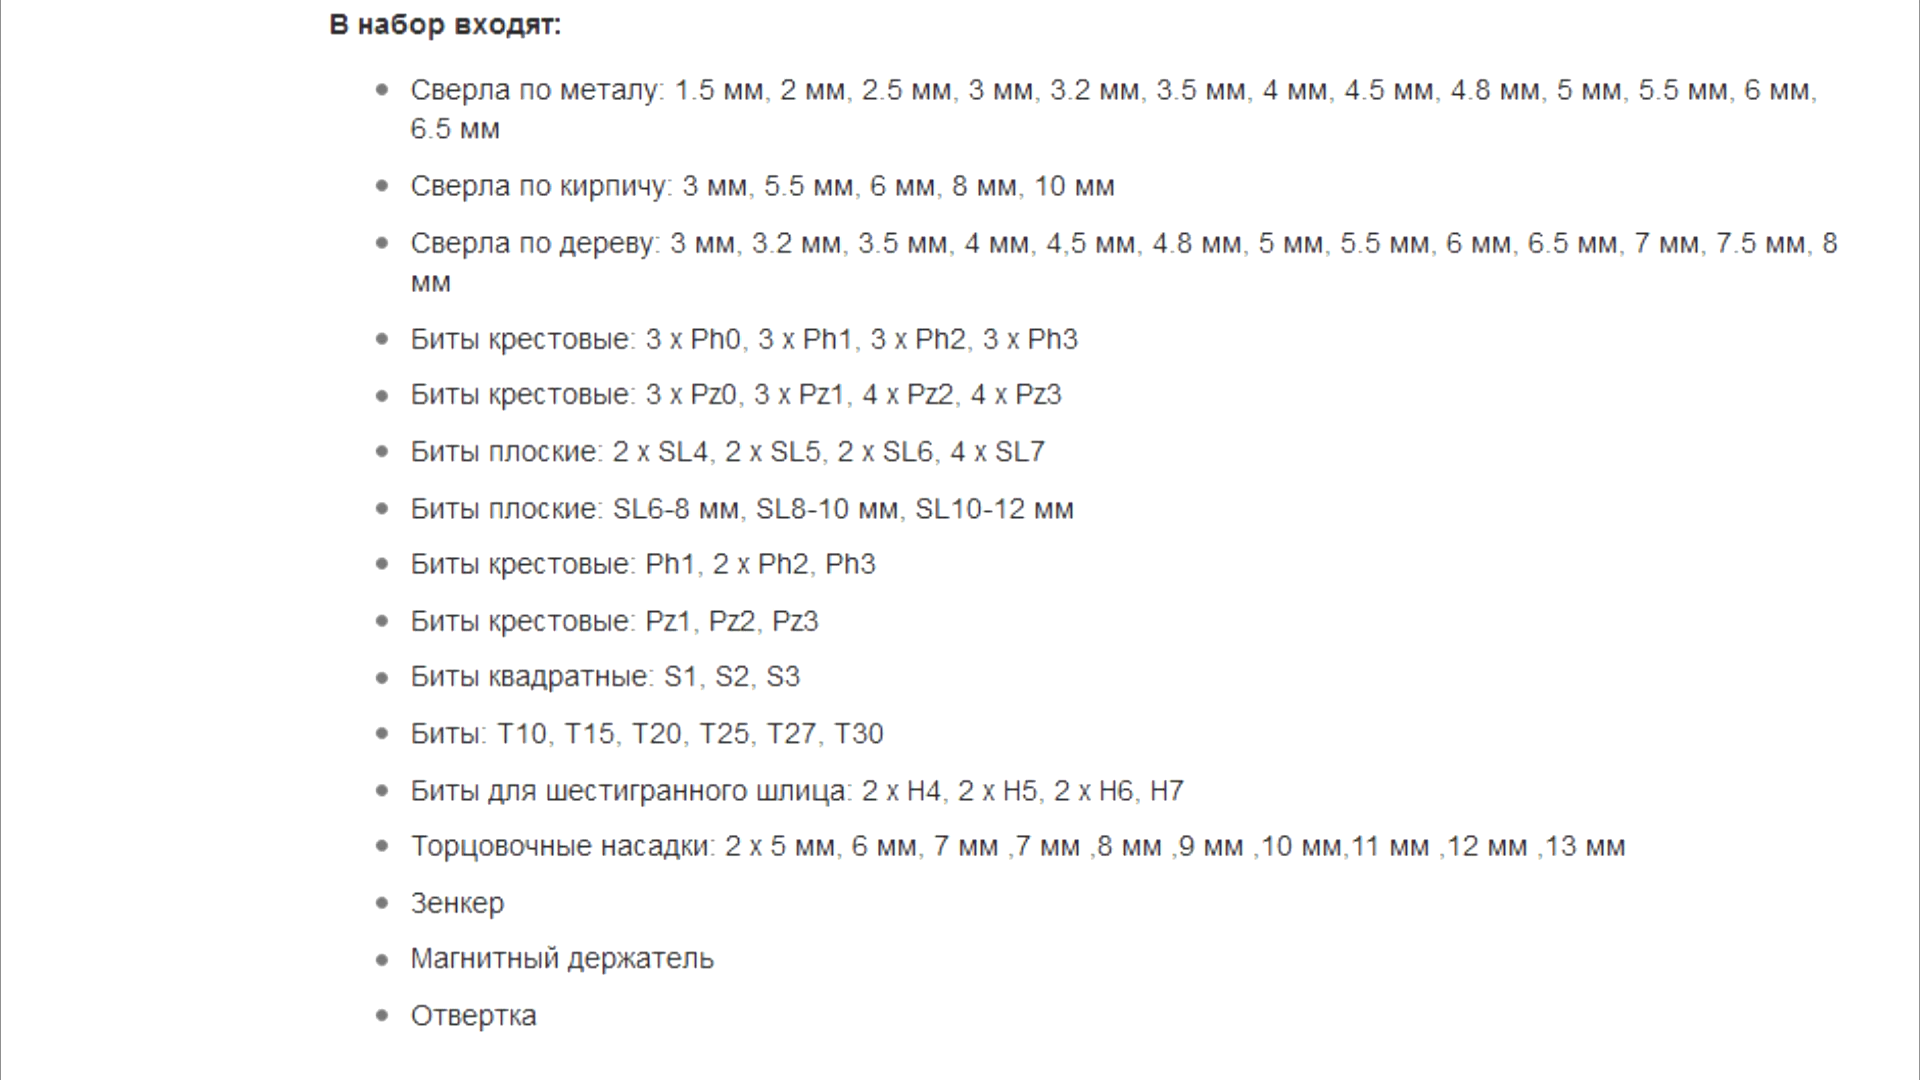 В набор входят:
Сверла по металу: 1.5 мм, 2 мм, 2.5 мм, 3 мм, 3.2 мм, 3.5 мм, 4 мм, 4.5 мм, 4.8 мм, 5 мм, 5.5 мм, 6 мм,
6.5 мм
Сверла по кирпичу: 3 мм, 5.5 мм, 6 мм, 8 мм, 10 мм
Сверла по дереву: 3 мм, 3.2 мм, 3.5 мм, 4 мм, 4,5 мм, 4.8 мм, 5 мм, 5.5 мм, 6 мм, 6.5 мм, 7 мм, 7.5 мм, 8
мм
Биты крестовые: 3 x Ph0, 3 x Ph1, 3 x Ph2, 3 x Ph3
Биты крестовые: 3 x Pz0, 3 x Pz1, 4 x Pz2, 4 x Pz3
Биты плоские: 2 x SL4, 2 x SL5, 2 x SL6, 4 x SL7
Биты плоские: SL6-8 мм, SL8-10 мм, SL10-12 мм
Биты крестовые: Ph1, 2 x Ph2, Ph3
Биты крестовые: Pz1, Pz2, Pz3
Биты квадратные: S1, S2, S3
Биты: T10, T15, T20, T25, T27, T30
Биты для шестигранного шлица: 2 x H4, 2 x H5, 2 x H6, H7
Торцовочные насадки: 2 x 5 мм, 6 мм, 7 мм ,7 мм ,8 мм ,9 мм ,10 мм,11 мм ,12 мм ,13 мм
Зенкер
Магнитный держатель
Отвертка